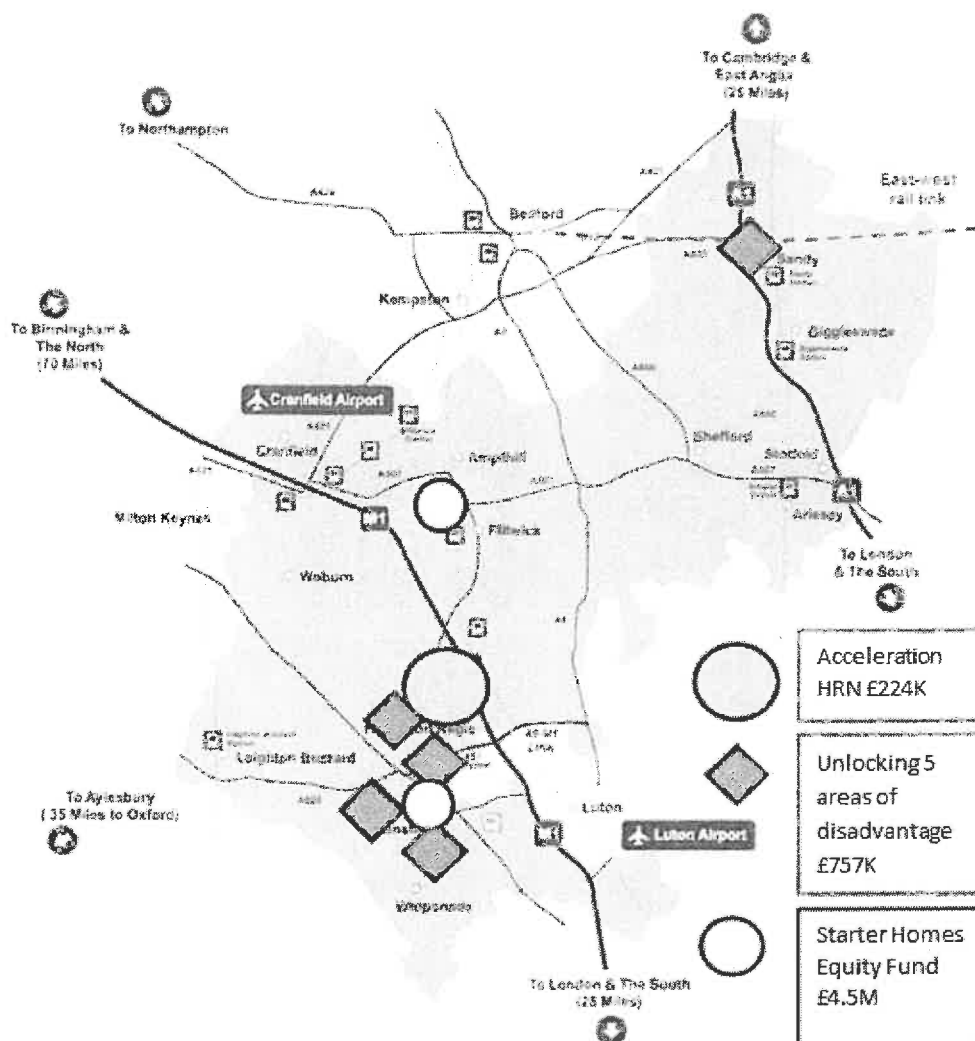 To Cambridge &
East Anglia
(25 Miles)
To Northampton
East-west
rail link
Bedford
Sandy
Kempston
To Birmingham &
The North
(70 Miles)
Biggleswade
Cranfield Airport
Shefford
Cranfield
Ampthill
Stotfold
Milton Keynes
M1
Flitwick
Arlesey
To London
& The South
Woburn
Acceleration
HRN £224K
Leighton Buzzard
Unlocking 5
areas of
disadvantage
£757K
To Aylesbury
( 35 Miles to Oxford)
Luton
Luton Airport
M1
Whipsnade
Starter Homes
Equity Fund
£4.5M
To London & The South
(25 Miles)